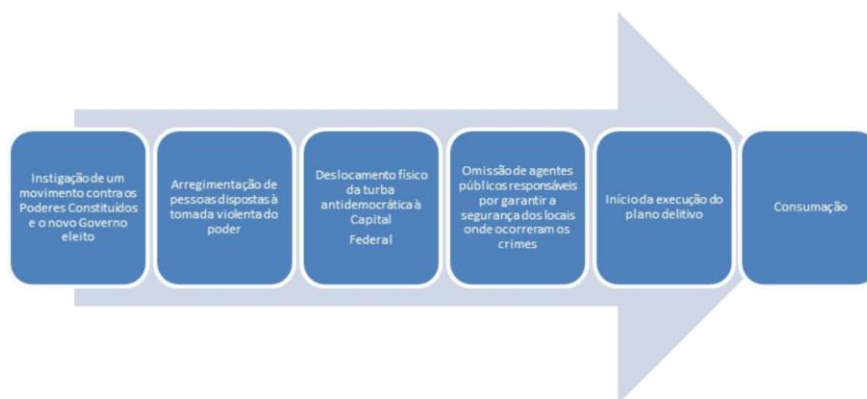 Instigação de um
movimento contra os
Poderes Constituídos
e o novo Governo
eleito
Arregimentação de
pessoas dispostas à
tomada violenta do
poder
Deslocamento físico
da turba
antidemocrática à
Capital
Federal
Omissão de agentes
públicos responsáveis
por garantir a
segurança dos locais
onde ocorreram os
crimes
Início da execução do
plano delitivo
Consumação